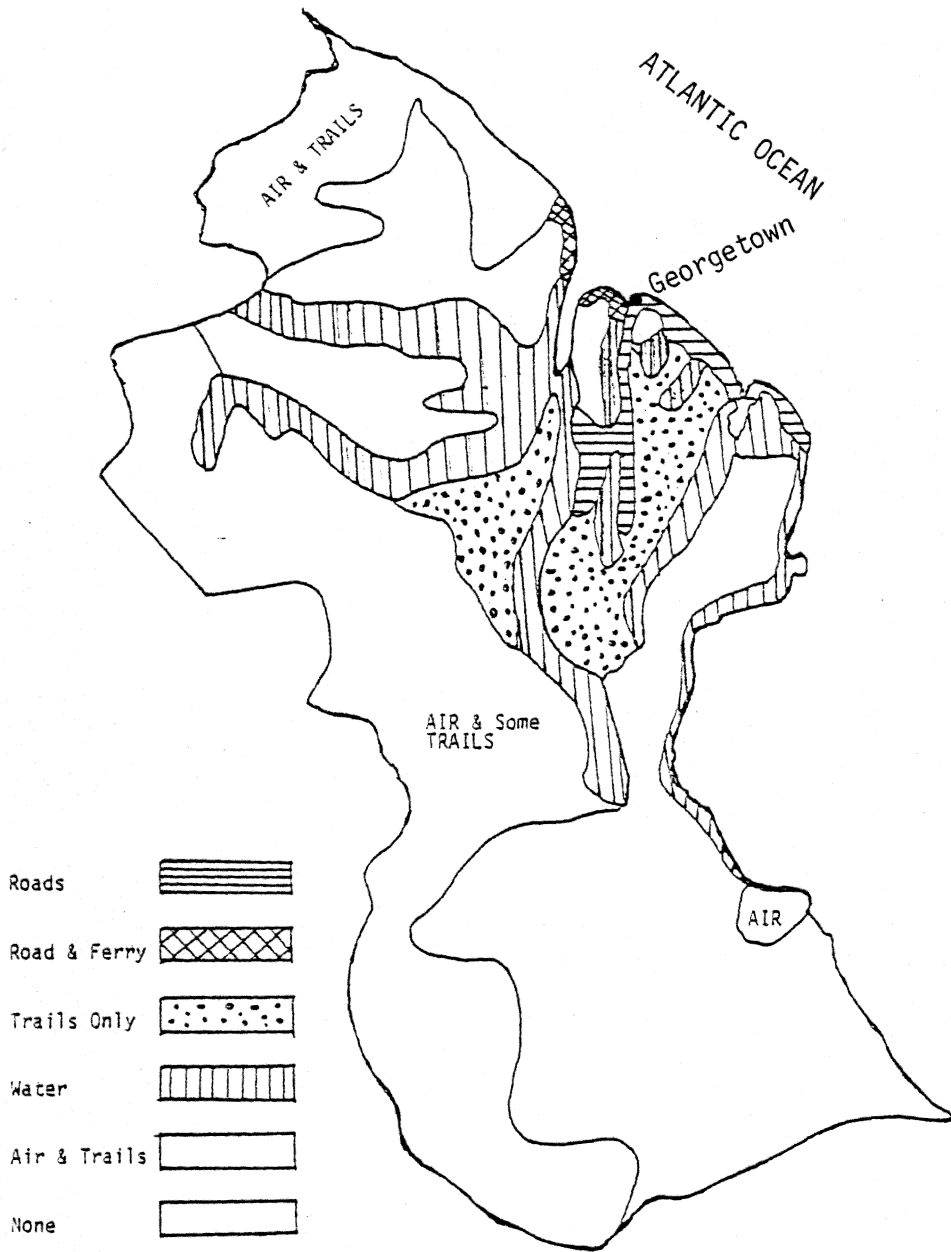 ATLANTIC OCEAN
AIR & TRAILS
Georgetown
AIR & Some
TRAILS
AIR
Roads
Road & Ferry
Trails Only
Water
Air & Trails
None